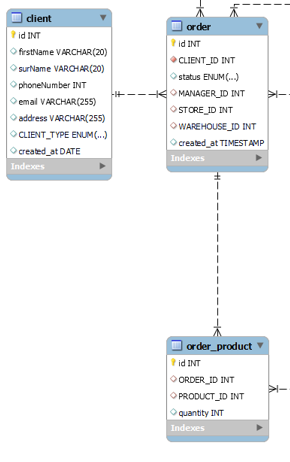 client
id INT
firstName VARCHAR(20)
surName VARCHAR(20)
phoneNumber INT
email VARCHAR(255)
address VARCHAR(255)
CLIENT_TYPE ENUM(...)
created_at DATE
Indexes
order
id INT
CLIENT_ID INT
status ENUM(...)
MANAGER_ID INT
STORE_ID INT
WAREHOUSE_ID INT
created_at TIMESTAMP
Indexes
order_product
id INT
ORDER_ID INT
PRODUCT_ID INT
quantity INT
Indexes